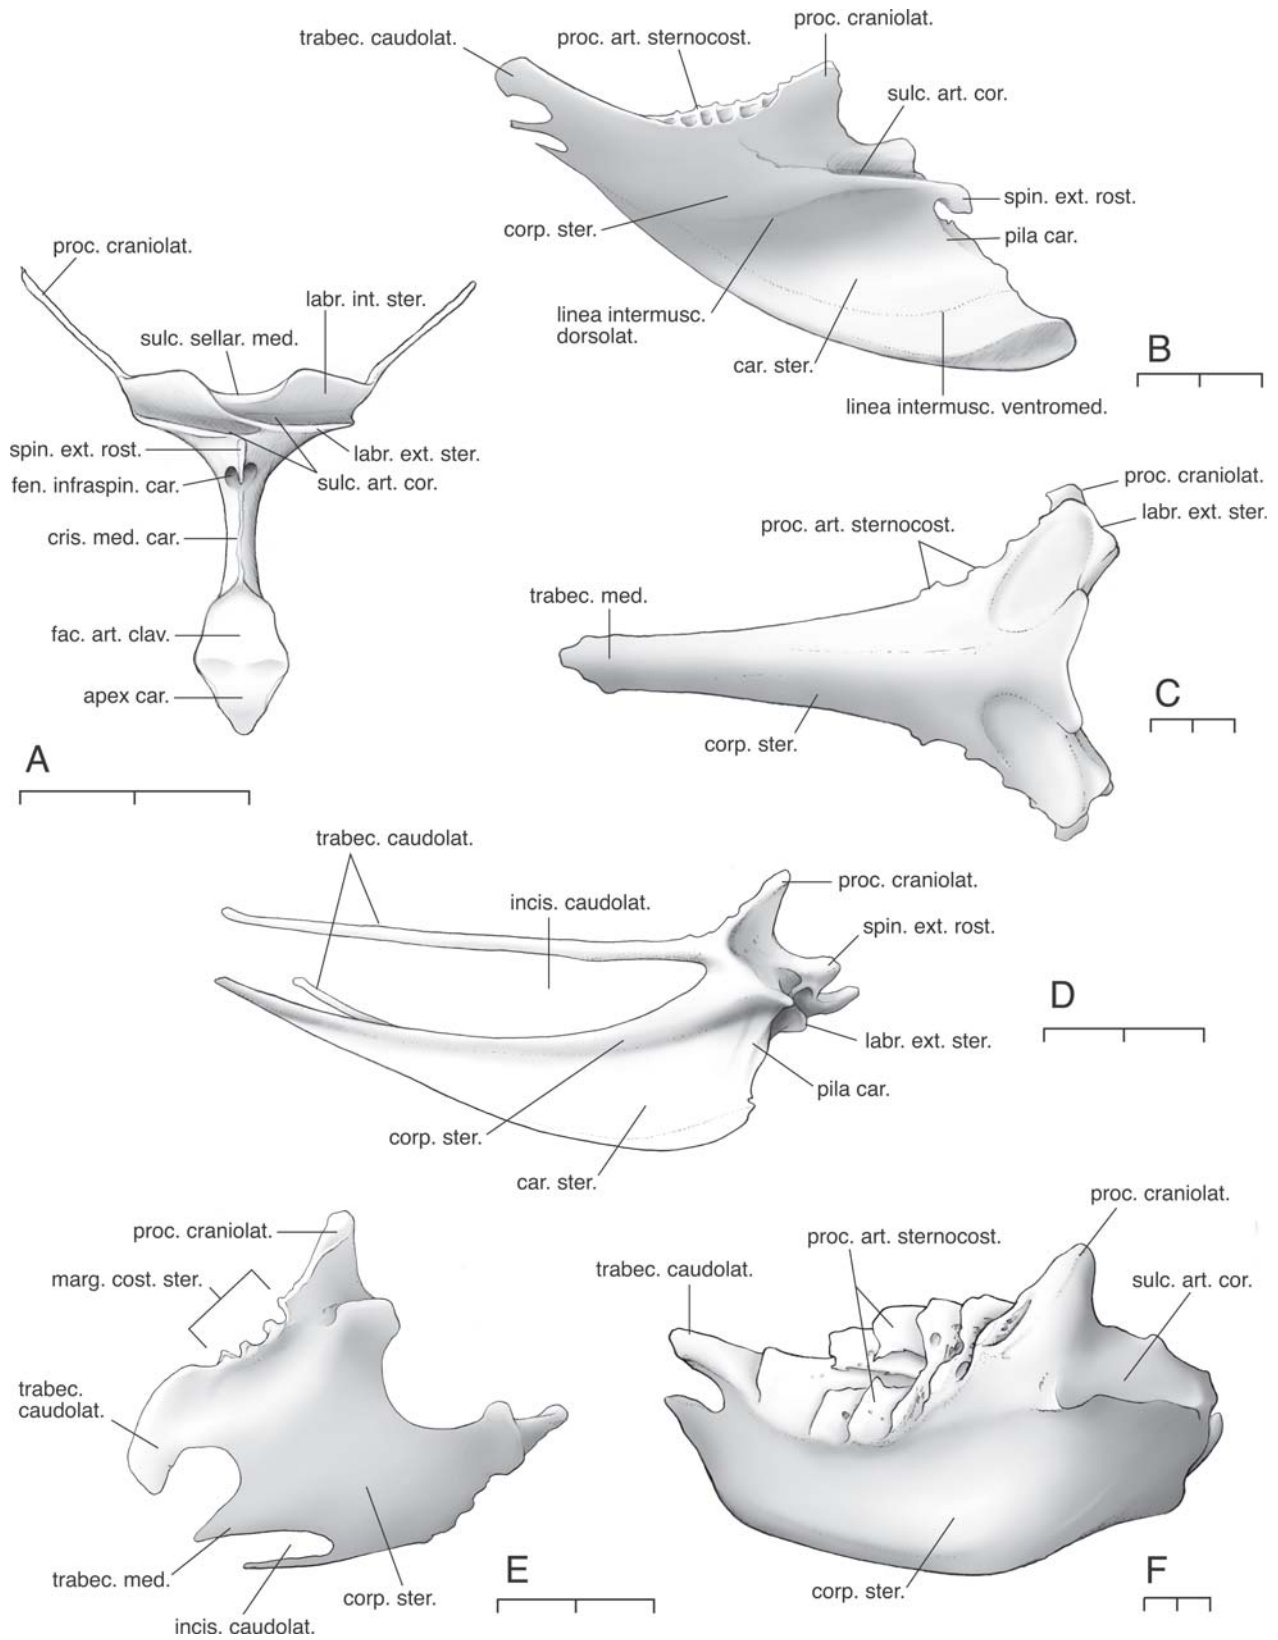 proc. craniolat.
labr. int. ster.
sulc. sellar. med.
spin. ext. rost.
labr. ext. ster.
fen. infraspin. car.
sulc. art. cor.
cris. med. car.
fac. art. clav.
apex car.
A
trabec. caudolat.
proc. art. sternocost.
proc. craniolat.
sulc. art. cor.
spin. ext. rost.
corp. ster.
pila car.
linea intermusc.
dorsolat.
car. ster.
linea intermusc. ventromed.
B
proc. craniolat.
labr. ext. ster.
proc. art. sternocost.
trabec. med.
corp. ster.
C
trabec. caudolat.
incis. caudolat.
proc. craniolat.
spin. ext. rost.
labr. ext. ster.
pila car.
corp. ster.
car. ster.
D
proc. craniolat.
marg. cost. ster.
trabec.
caudolat.
trabec. med.
incis. caudolat.
corp. ster.
E
proc. craniolat.
proc. art. sternocost.
trabec. caudolat.
sulc. art. cor.
corp. ster.
F